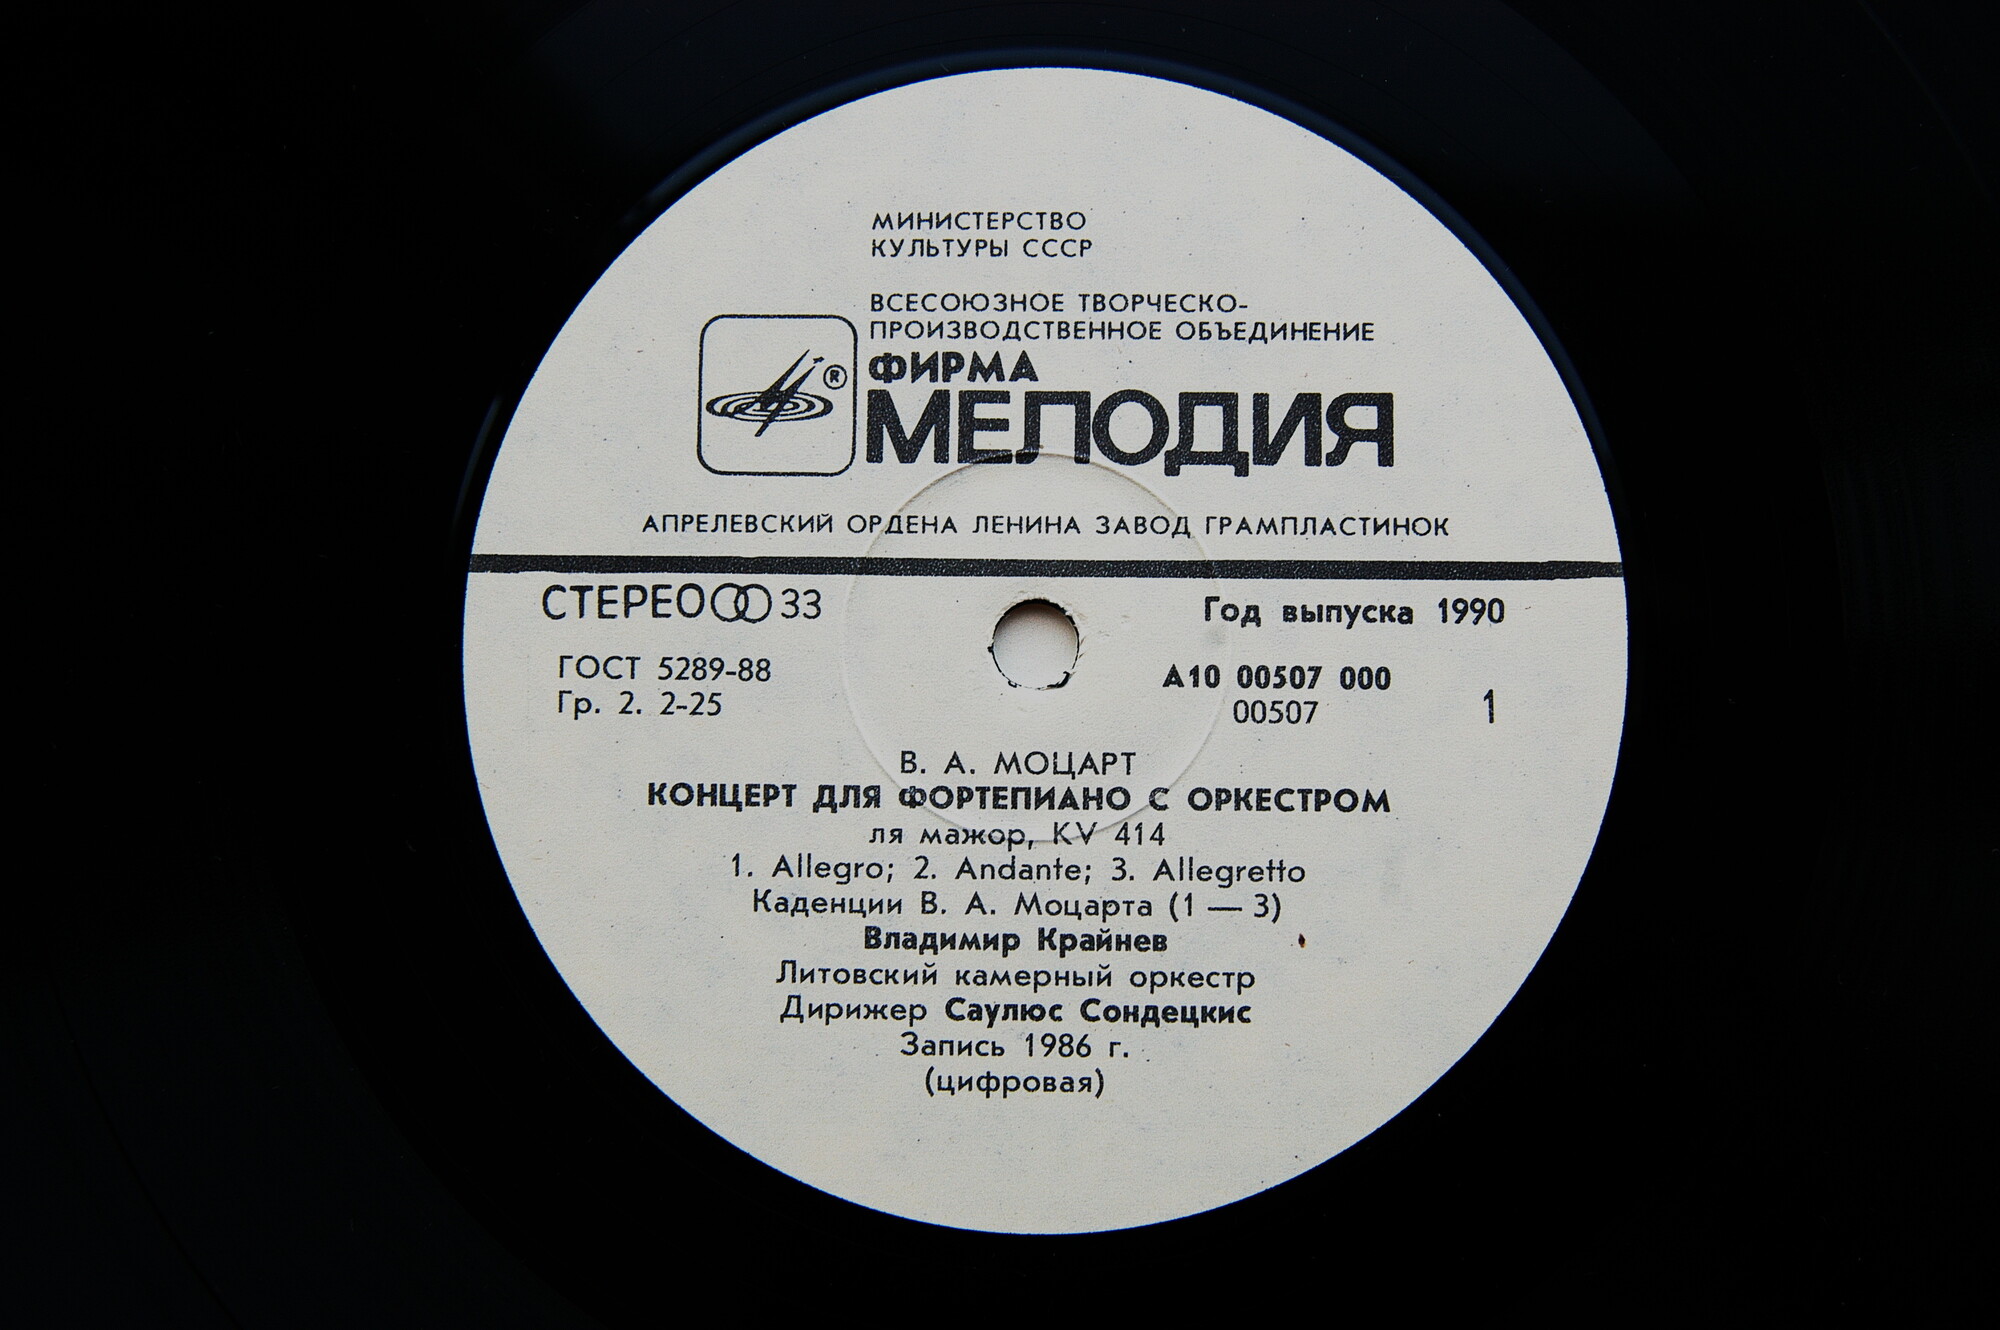 МИНИСТЕРСТВО
КУЛЬТУРЫ СССР
ВСЕСОЮЗНОЕ ТВОРЧЕСКО-
ПРОИЗВОДСТВЕННОЕ ОБЪЕДИНЕНИЕ
ФИРМА
®
МЕЛОДИЯ
АПРЕЛЕВСКИЙ ОРДЕНА ЛЕНИНА ЗАВОД ГРАМПЛАСТИНОК
СТЕРЕО 33
Год выпуска 1990
ГОСТ 5289-88
Гр. 2. 2-25
А10 00507 000
00507
1
В. А. МОЦАРТ
КОНЦЕРТ ДЛЯ ФОРТЕПИАНО С ОРКЕСТРОМ
ля мажор, KV 414
1. Allegro; 2. Andante; 3. Allegretto
Каденции В. А. Моцарта (1 — 3)
Владимир Крайнев
Литовский камерный оркестр
Дирижер Саулюс Сондецкис
Запись 1986 г.
(цифровая)